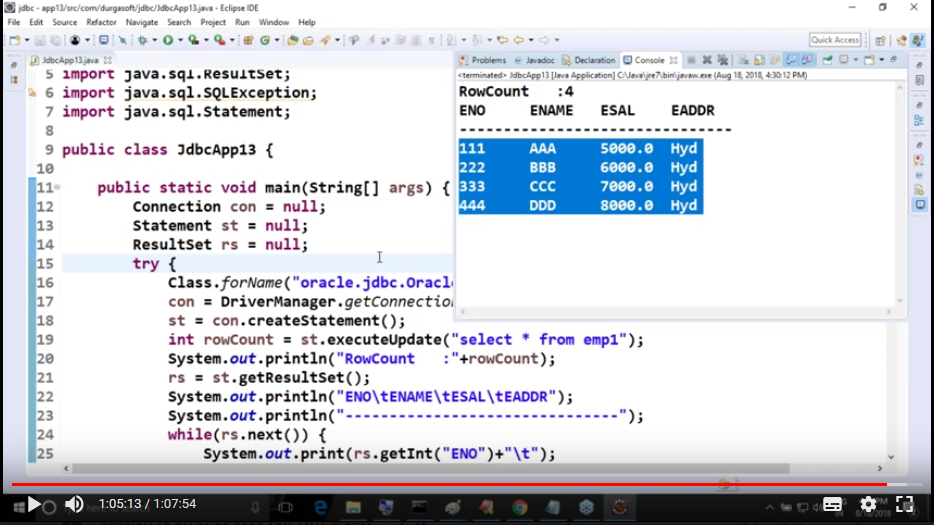 jdbc - app13/src/com/durgasoft/jdbc/JdbcApp13.java - Eclipse IDE
File Edit Source Refactor Navigate Search Project Run Window Help
Quick Access
JdbcApp13.java
5 import java.sql.ResultSet;
6 import java.sql.SQLException;
7 import java.sql.Statement;
8
9 public class JdbcApp13 {
10
11 public static void main(String[] args) {
12 Connection con = null;
13 Statement st = null;
14 ResultSet rs = null;
15 try {
16 Class.forName("oracle.jdbc.Oracl
17 con = DriverManager.getConnectio
18 st = con.createStatement();
19 int rowCount = st.executeUpdate("select * from emp1");
20 System.out.println("RowCount :"+rowCount);
21 rs = st.getResultSet();
22 System.out.println("ENO\tENAME\tESAL\tEADDR");
23 System.out.println("-------------------------------");
24 while(rs.next()) {
25 System.out.print(rs.getInt("ENO")+"\t");
Problems Javadoc Declaration Console
<terminated> JdbcApp13 [Java Application] C:\Java\jre7\bin\javaw.exe (Aug 18, 2018, 4:30:12 PM)
RowCount :4
ENO ENAME ESAL EADDR
-------------------------------
111 AAA 5000.0 Hyd
222 BBB 6000.0 Hyd
333 CCC 7000.0 Hyd
444 DDD 8000.0 Hyd
1:05:13 / 1:07:54